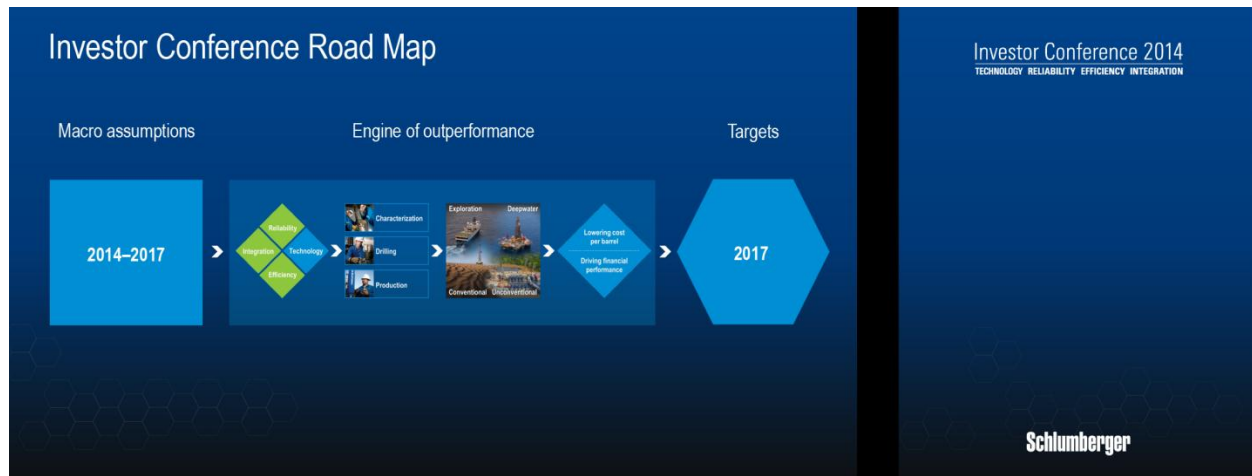 Investor Conference Road Map
Macro assumptions
Engine of outperformance
Targets
2014–2017
Reliability
Integration
Technology
Efficiency
Characterization
Drilling
Production
Exploration
Deepwater
Conventional
Unconventional
Lowering cost
per barrel
Driving financial
performance
2017
Investor Conference 2014
TECHNOLOGY RELIABILITY EFFICIENCY INTEGRATION
Schlumberger